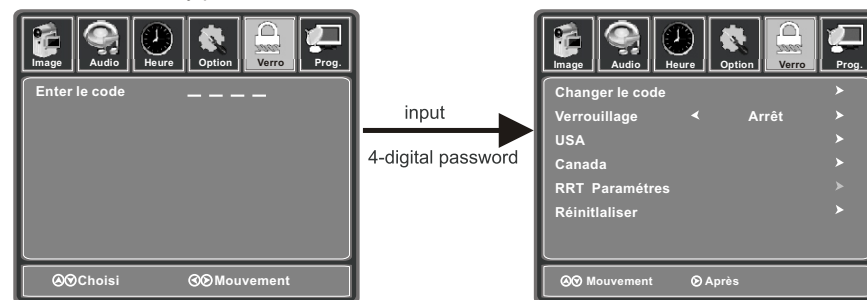 Image Audio Heure Option Verro Prog.
Enter le code _ _ _ _
Choisi Mouvement
input
4-digital password
Image Audio Heure Option Verro Prog.
Changer le code
Verrouillage Arrêt
USA
Canada
RRT Paramétres
Réinitlaliser
Mouvement Après